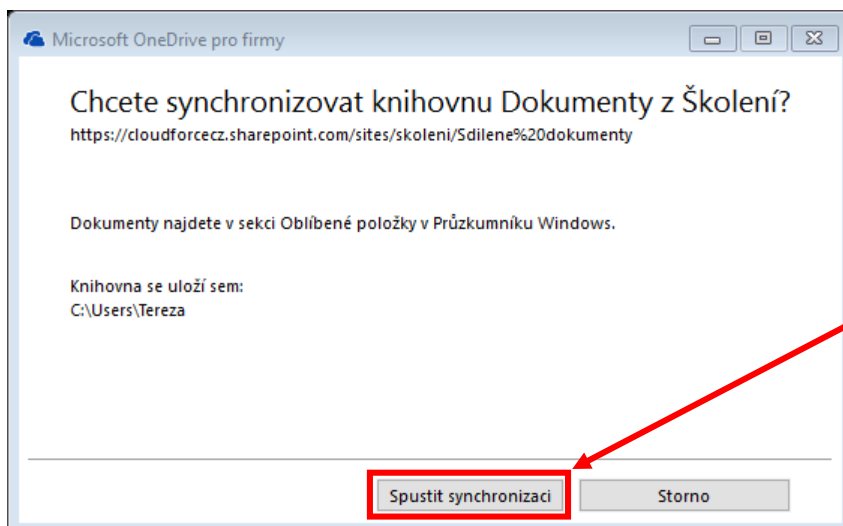 Microsoft OneDrive pro firmy
Chcete synchronizovat knihovnu Dokumenty z Školení?
https://cloudforcecz.sharepoint.com/sites/skoleni/Sdilene%20dokumenty
Dokumenty najdete v sekci Oblíbené položky v Průzkumníku Windows.
Knihovna se uloží sem:
C:\Users\Tereza
Spustit synchronizaci
Storno